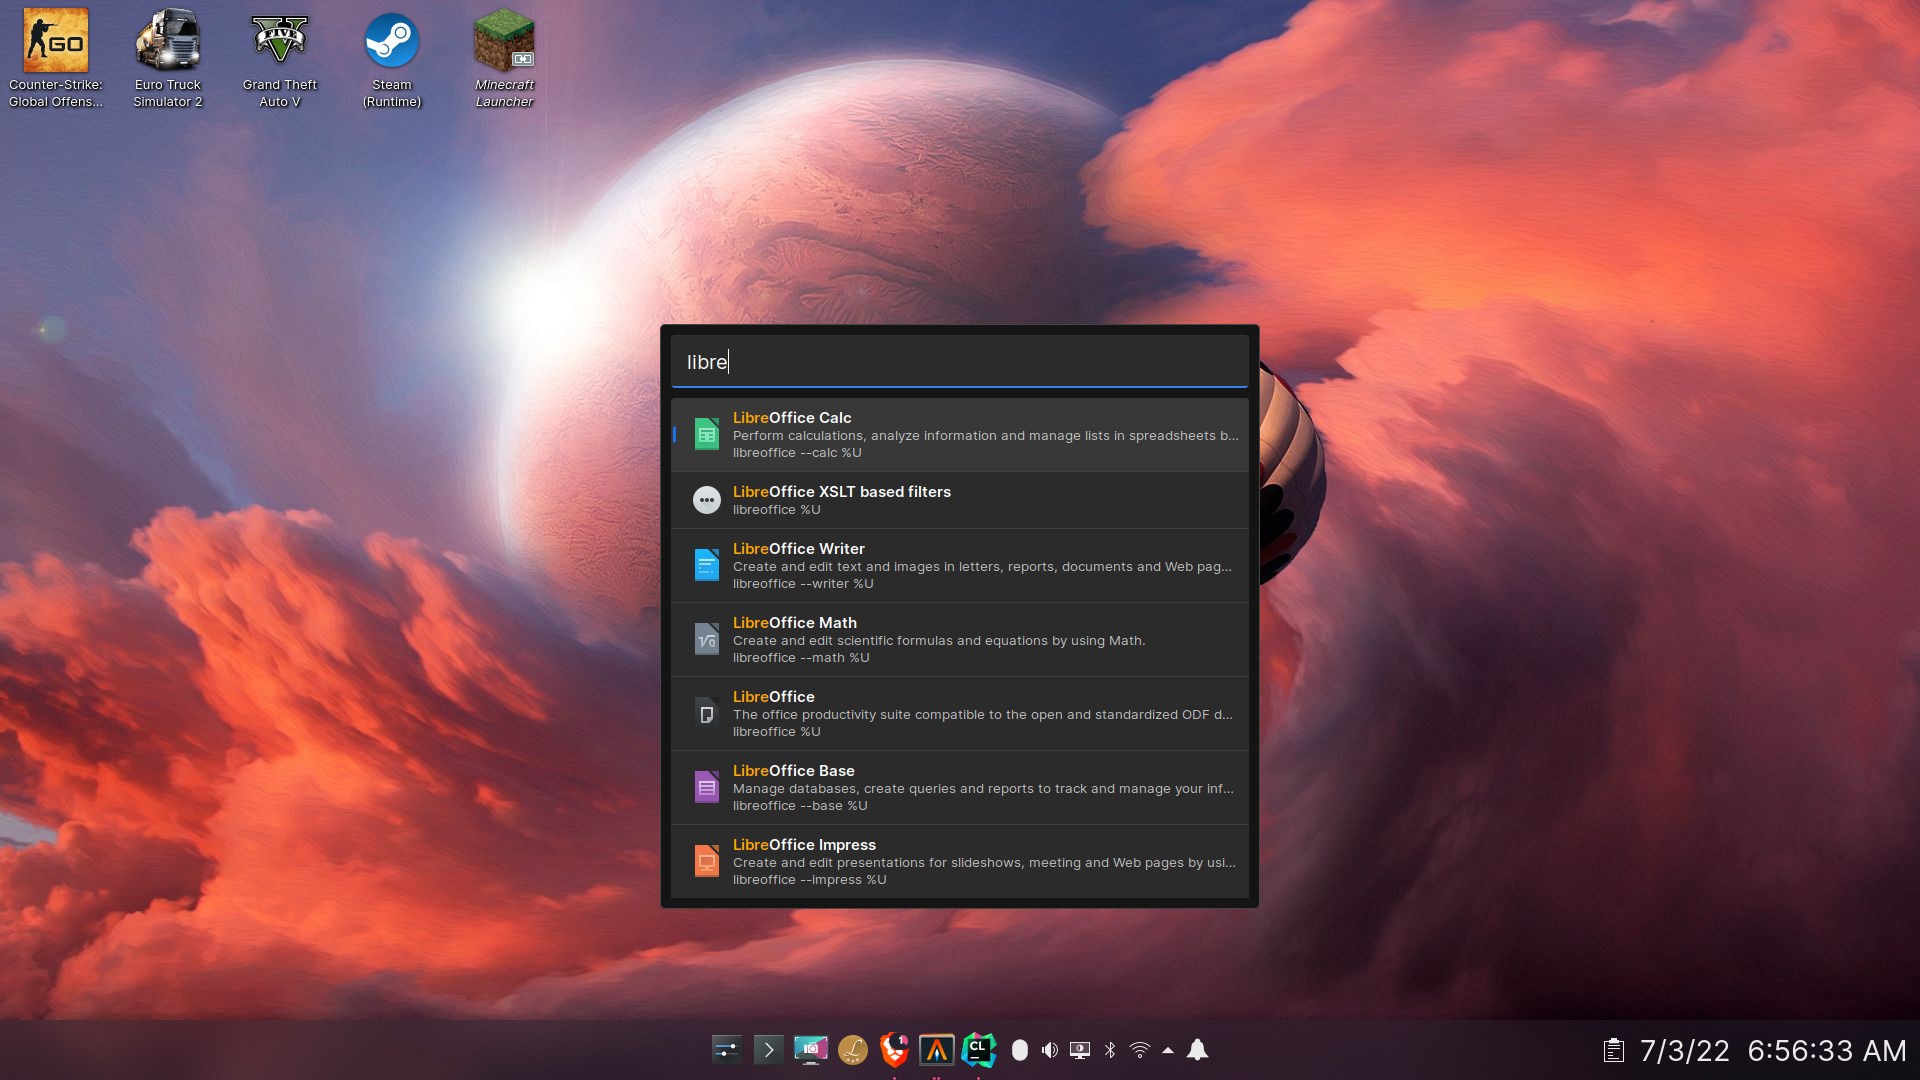 GO
FIVE
Counter-Strike:
Global Offens...
Euro Truck
Simulator 2
Grand Theft
Auto V
Steam
(Runtime)
Minecraft
Launcher
libre
LibreOffice Calc
Perform calculations, analyze information and manage lists in spreadsheets b...
libreoffice --calc %U
LibreOffice XSLT based filters
libreoffice %U
LibreOffice Writer
Create and edit text and images in letters, reports, documents and Web pag...
libreoffice --writer %U
LibreOffice Math
Create and edit scientific formulas and equations by using Math.
libreoffice --math %U
LibreOffice
The office productivity suite compatible to the open and standardized ODF d...
libreoffice %U
LibreOffice Base
Manage databases, create queries and reports to track and manage your inf...
libreoffice --base %U
LibreOffice Impress
Create and edit presentations for slideshows, meeting and Web pages by usi...
libreoffice --impress %U
L
1
CL
7/3/22 6:56:33 AM